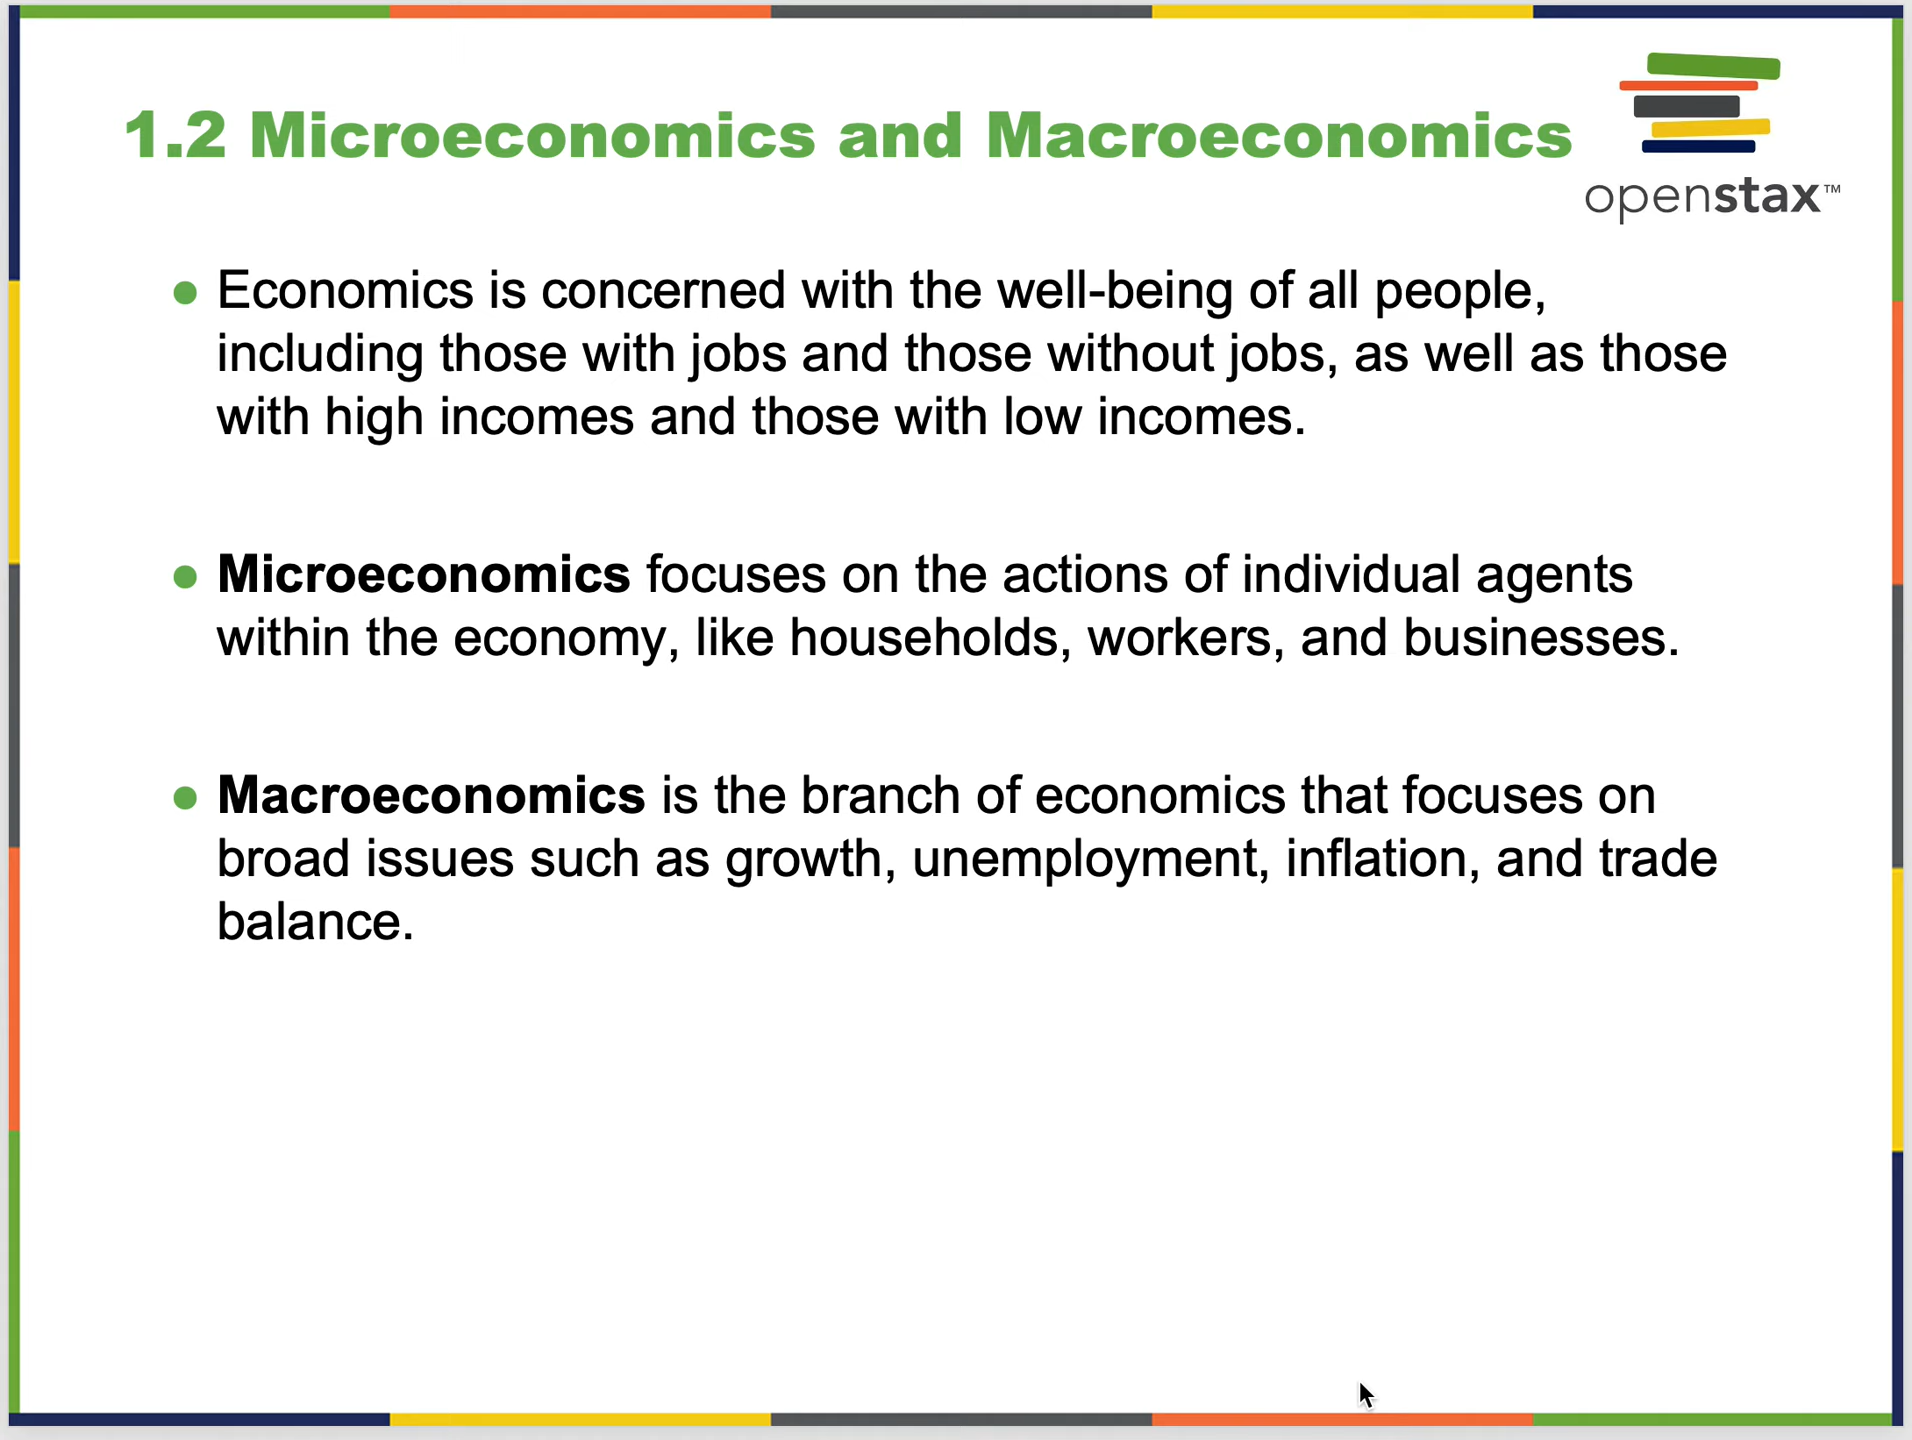 1.2 Microeconomics and Macroeconomics
openstax™
Economics is concerned with the well-being of all people,
including those with jobs and those without jobs, as well as those
with high incomes and those with low incomes.
Microeconomics focuses on the actions of individual agents
within the economy, like households, workers, and businesses.
Macroeconomics is the branch of economics that focuses on
broad issues such as growth, unemployment, inflation, and trade
balance.